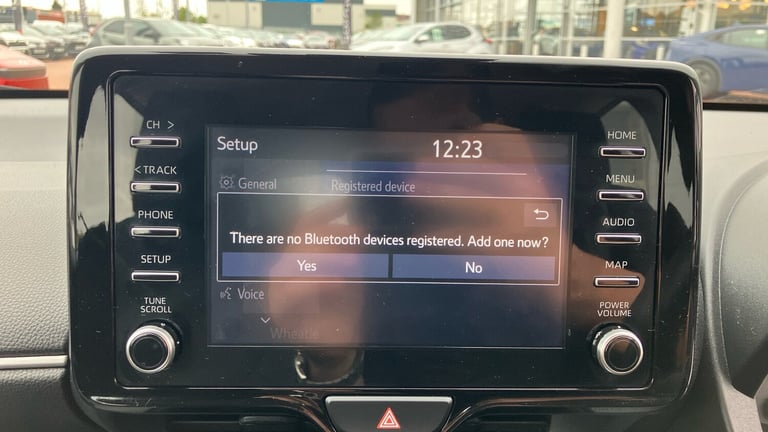 CH >
< TRACK
PHONE
SETUP
TUNE
SCROLL
Setup
12:23
General
Registered device
There are no Bluetooth devices registered. Add one now?
Yes
No
Voice
HOME
MENU
AUDIO
MAP
POWER
VOLUME